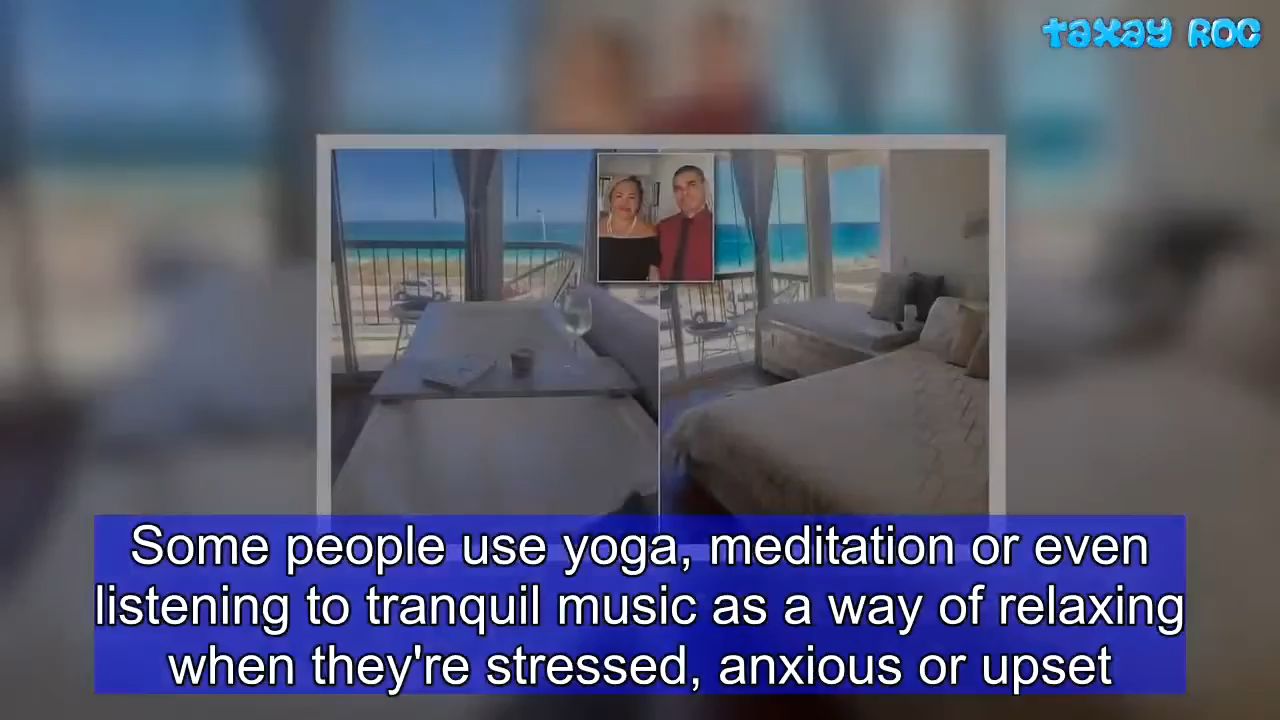 TAXAY ROC
Some people use yoga, meditation or even
listening to tranquil music as a way of relaxing
when they're stressed, anxious or upset